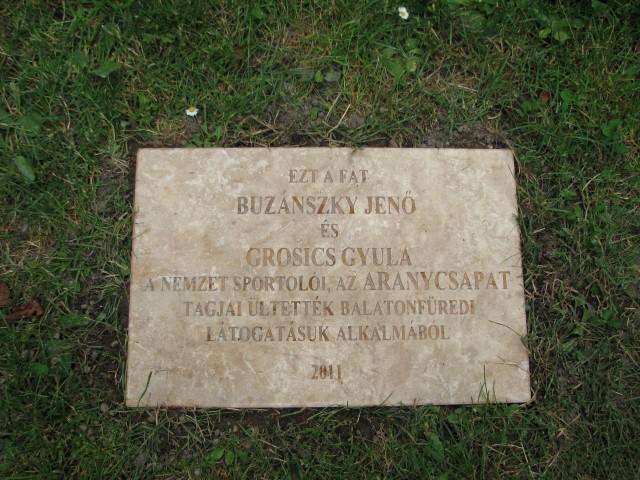 EZT A FÁT
BUZÁNSZKY JENŐ
ÉS
GROSICS GYULA
A NEMZET SPORTOLÓI, AZ ARANYCSAPAT
TAGJAI ÜLTETTÉK BALATONFÜREDI
LÁTOGATÁSUK ALKALMÁBÓL
2011